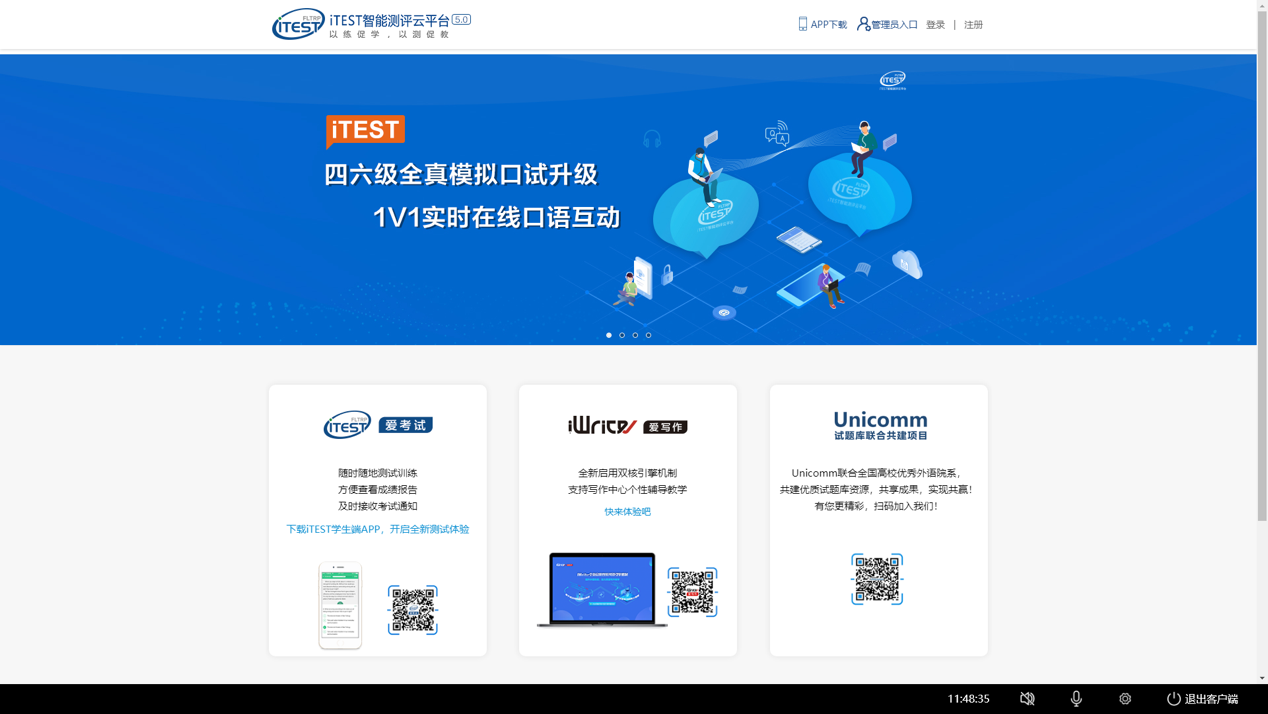 FLTRP
iTEST
iTEST智能测评云平台 5.0
以练促学，以测促教
APP下载 管理员入口 登录 | 注册
iTEST
iTEST
四六级全真模拟口试升级
1V1实时在线口语互动
Q A
iTEST
iTEST
FLTRP
iTEST 爱考试
随时随地测试训练
方便查看成绩报告
及时接收考试通知
下载iTEST学生端APP，开启全新测试体验
iWrite 爱写作
全新启用双核引擎机制
支持写作中心个性辅导教学
快来体验吧
Unicomm
试题库联合共建项目
Unicomm联合全国高校优秀外语院系，
共建优质试题库资源，共享成果，实现共赢！
有您更精彩，扫码加入我们！
11:48:35 退出客户端